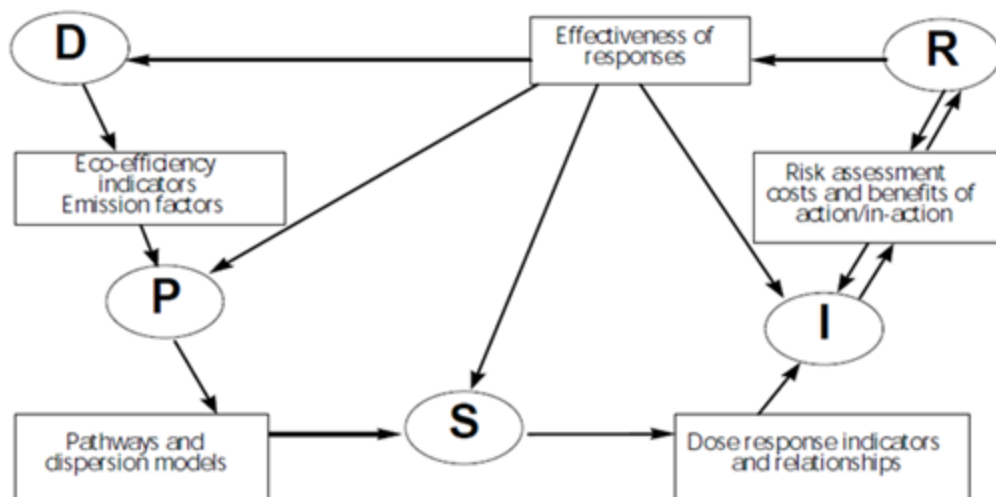 D
Effectiveness of
responses
R
Eco-efficiency
indicators
Emission factors
Risk assessment
costs and benefits of
action/in-action
P
I
S
Pathways and
dispersion models
Dose response indicators
and relationships